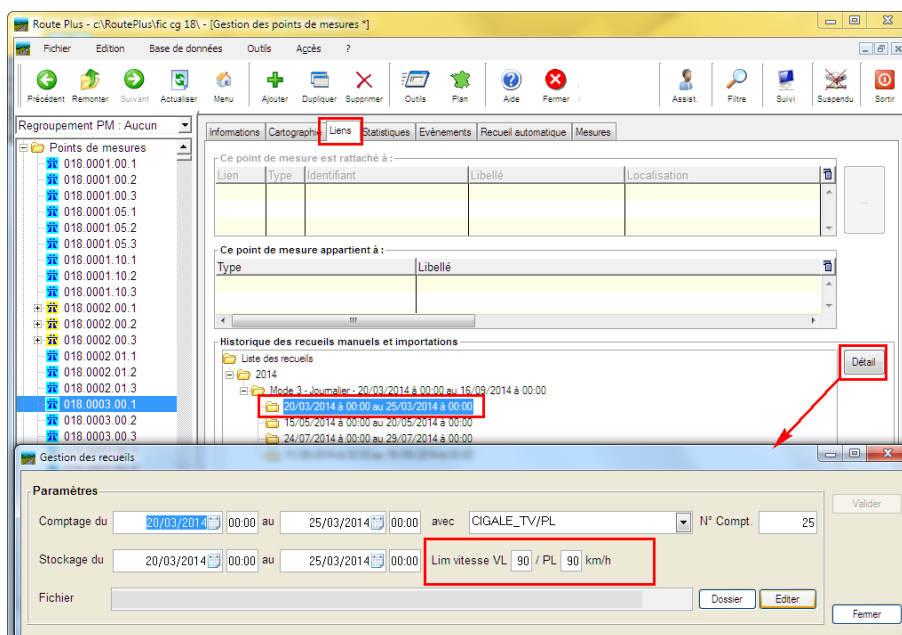 Route Plus - c:\RoutePlus\fic cg 18\ - [Gestion des points de mesures *]
Fichier Edition Base de données Outils Accès ?
Précédent Remonter Suivant Actualiser Menu Ajouter Dupliquer Supprimer Outils Plan Aide Fermer Assist. Filtre Suivi Suspendu Sortir
Regroupement PM : Aucun
Informations Cartographie Liens Statistiques Evènements Recueil automatique Mesures
Points de mesures
018.0001.00.1
018.0001.00.2
018.0001.00.3
018.0001.05.1
018.0001.05.2
018.0001.05.3
018.0001.10.1
018.0001.10.2
018.0001.10.3
018.0002.00.1
018.0002.00.2
018.0002.00.3
018.0002.01.1
018.0002.01.2
018.0002.01.3
018.0003.00.1
018.0003.00.2
018.0003.00.3
Ce point de mesure est rattaché à :
Lien Type Identifiant Libellé Localisation
...
Ce point de mesure appartient à :
Type Libellé
Historique des recueils manuels et importations
Liste des recueils
2014
Mode 3 - Journalier - 20/03/2014 à 00:00 au 16/09/2014 à 00:00
20/03/2014 à 00:00 au 25/03/2014 à 00:00
15/05/2014 à 00:00 au 20/05/2014 à 00:00
24/07/2014 à 00:00 au 29/07/2014 à 00:00
Détail
Gestion des recueils
Paramètres
Comptage du 20/03/2014 00:00 au 25/03/2014 00:00 avec CIGALE_TV/PL N° Compt. 25
Stockage du 20/03/2014 00:00 au 25/03/2014 00:00 Lim vitesse VL 90 / PL 90 km/h
Fichier Dossier Editer
Valider
Fermer